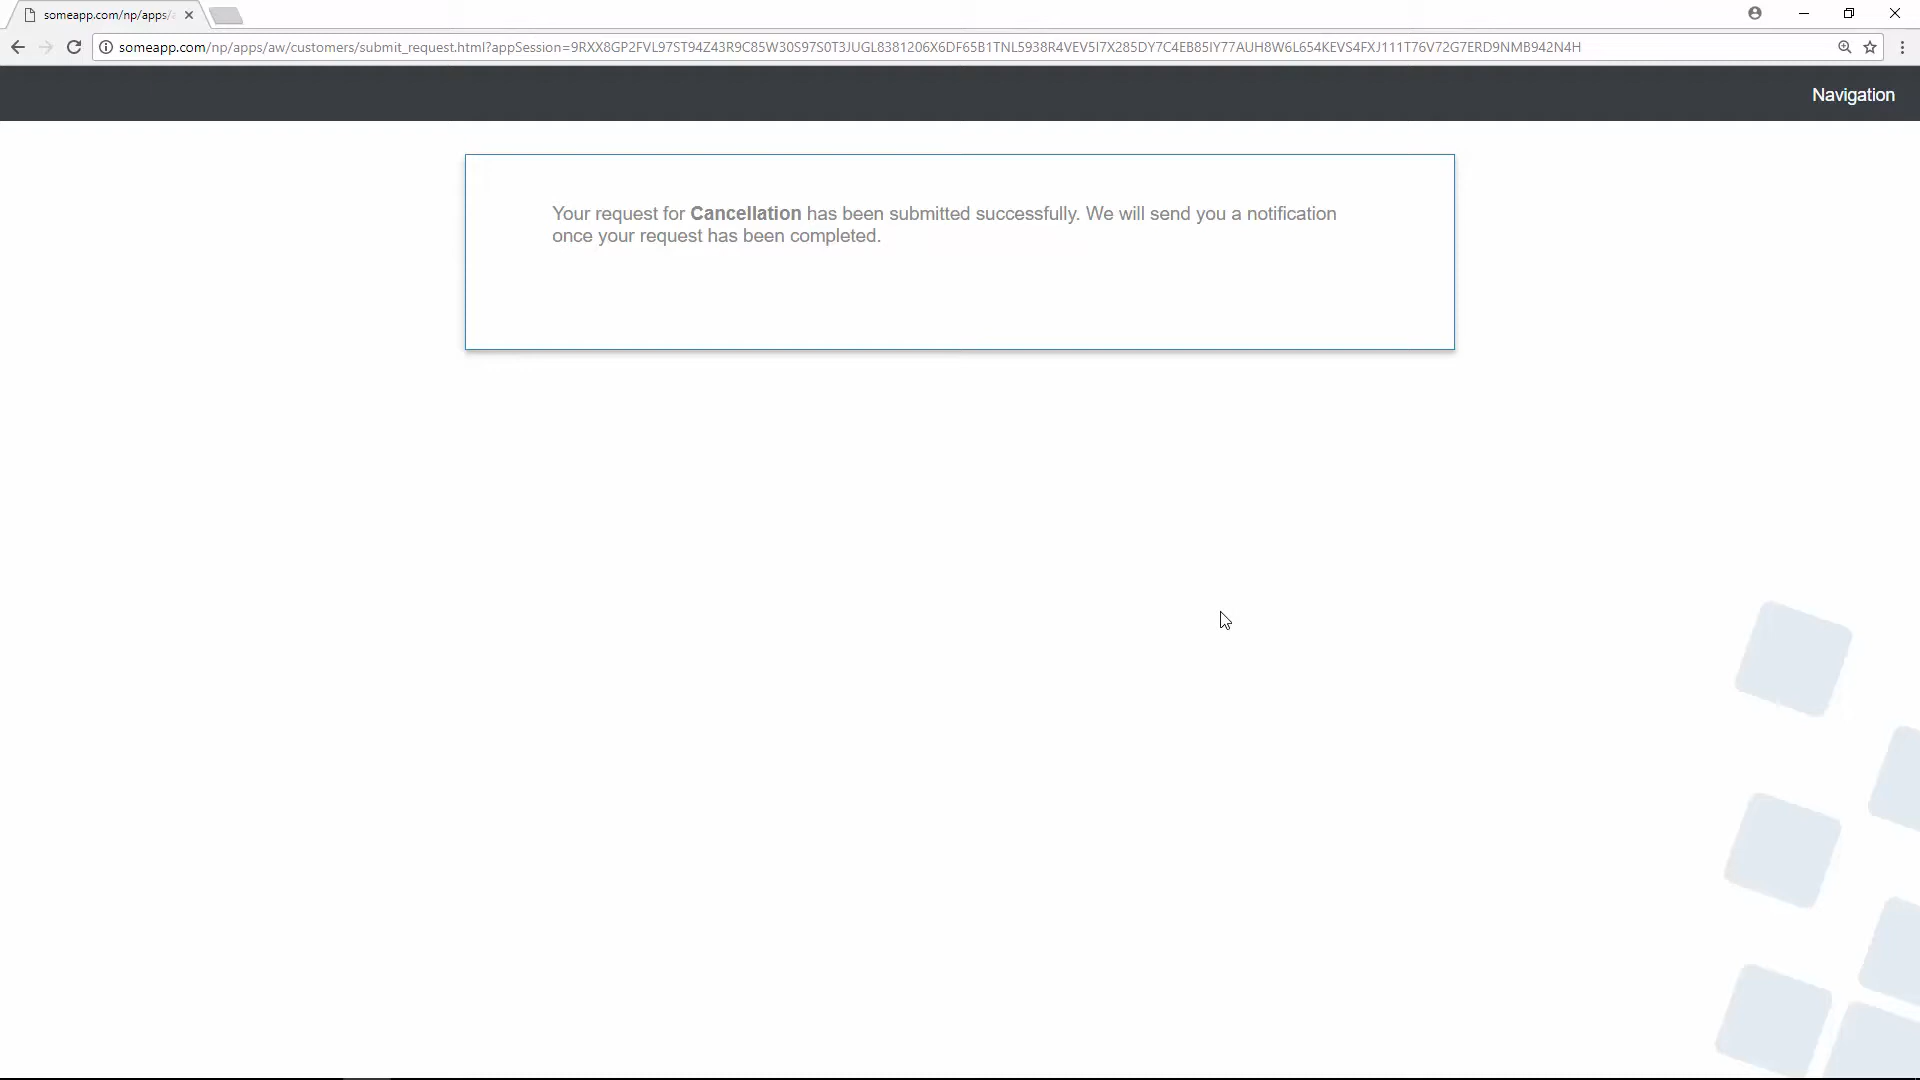 someapp.com/np/apps/
someapp.com/np/apps/aw/customers/submit_request.html?appSession=9RXX8GP2FVL97ST94Z43R9C85W30S97S0T3JUGL8381206X6DF65B1TNL5938R4VEV5I7X285DY7C4EB85IY77AUH8W6L654KEVS4FXJ111T76V72G7ERD9NMB942N4H
Navigation
Your request for Cancellation has been submitted successfully. We will send you a notification
once your request has been completed.